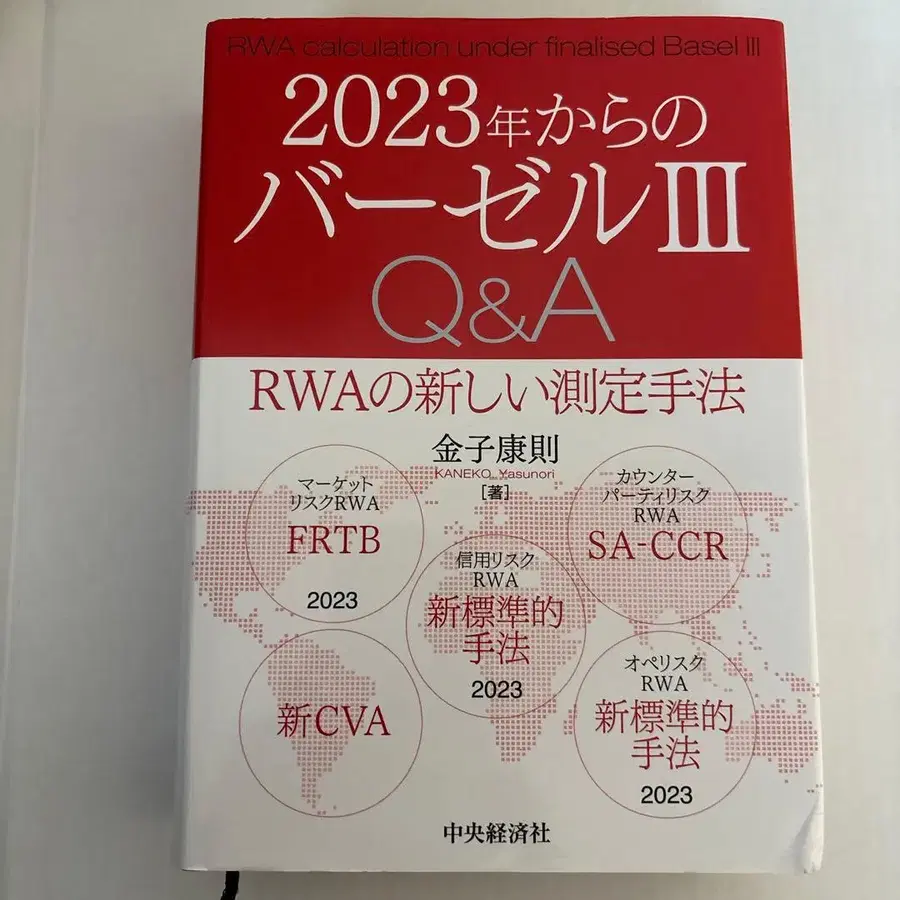 RWA calculation under finalised Basel III
2023年からの
バーゼルⅢ
Q&A
RWAの新しい測定手法
金子康則
KANEKO Yasunori
[著]
マーケット
リスクRWA
FRTB
2023
カウンター
パーティリスク
RWA
SA-CCR
信用リスク
RWA
新標準的
手法
2023
新CVA
オペリスク
RWA
新標準的
手法
2023
中央経済社